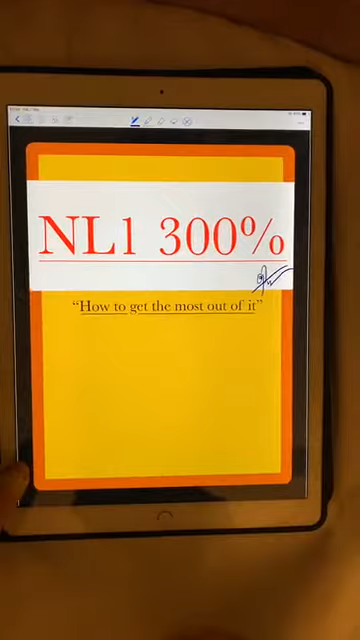 NL1 300%
“How to get the most out of it”